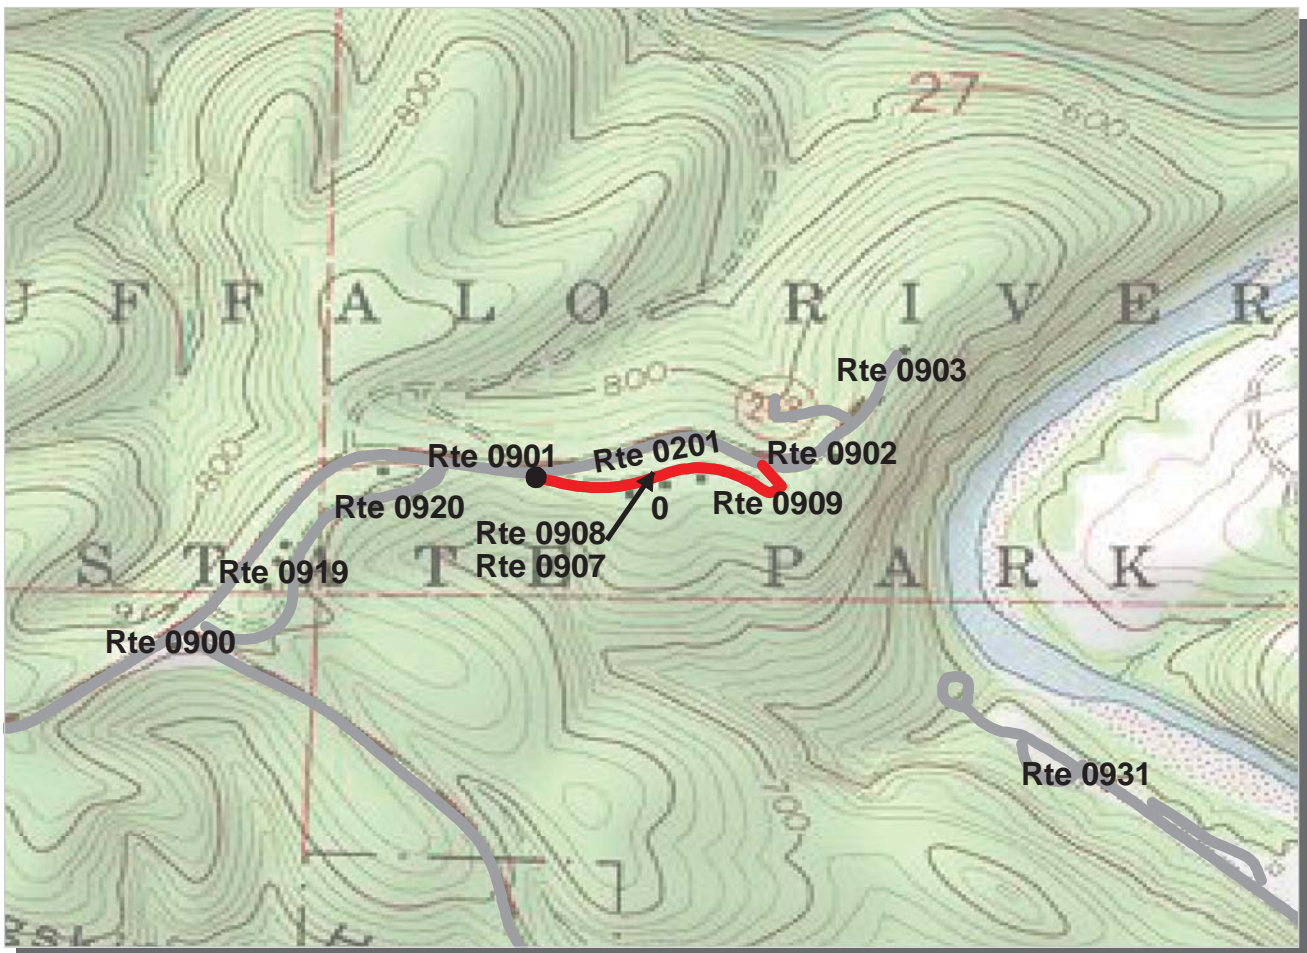 800
27
600
U F F A L O R I V E R
Rte 0903
800
Rte 0901
Rte 0201
Rte 0902
800
Rte 0920
0
Rte 0909
Rte 0908
Rte 0907
S T A T E P A R K
Rte 0919
Rte 0900
Rte 0931
700